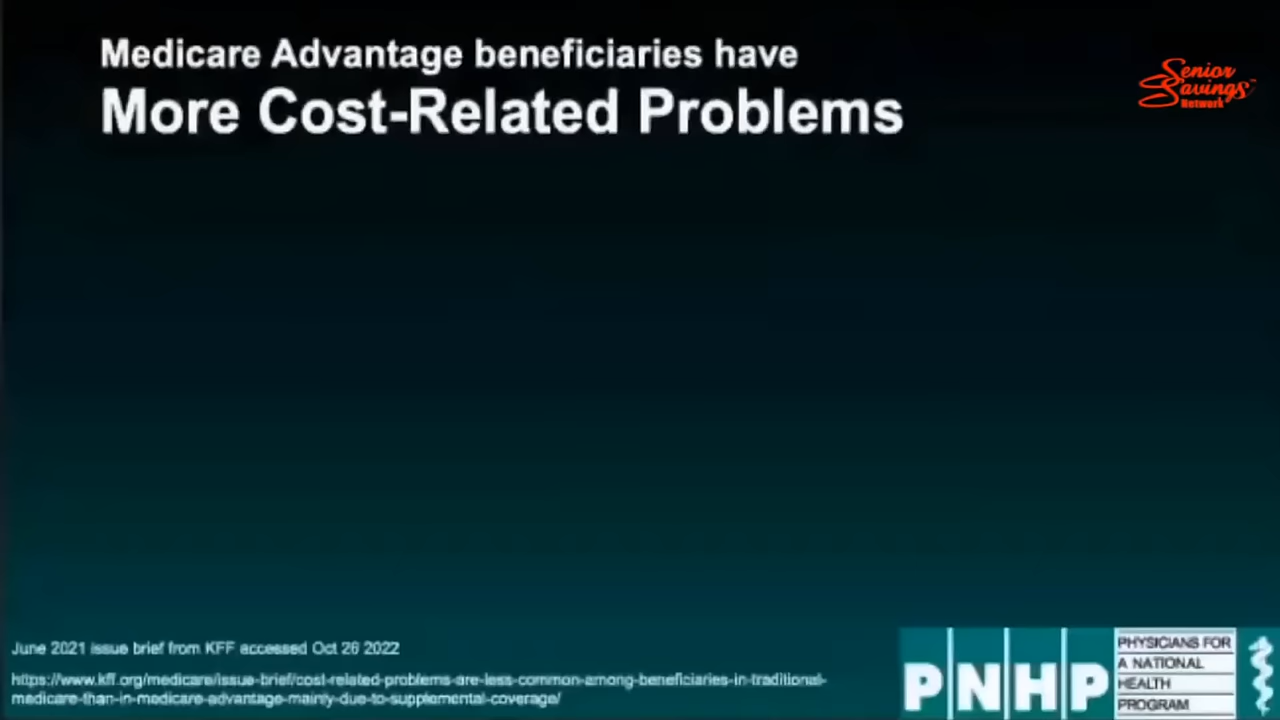 Medicare Advantage beneficiaries have
More Cost-Related Problems
Senior
Savings
Network
June 2021 issue brief from KFF accessed Oct 26 2022
https://www.kff.org/medicare/issue-brief/cost-related-problems-are-less-common-among-beneficiaries-in-traditional-
medicare-than-in-medicare-advantage-mainly-due-to-supplemental-coverage/
PNHP
PHYSICIANS FOR
A NATIONAL
HEALTH
PROGRAM